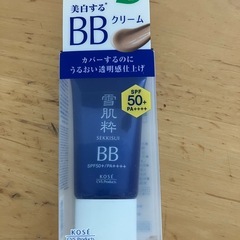 美白する
BB クリーム
カバーするのに
うるおい透明感仕上げ
SPF
50+
PA++++
雪肌粋
SEKKISUI
BB
SPF50+/PA++++
KOSÉ